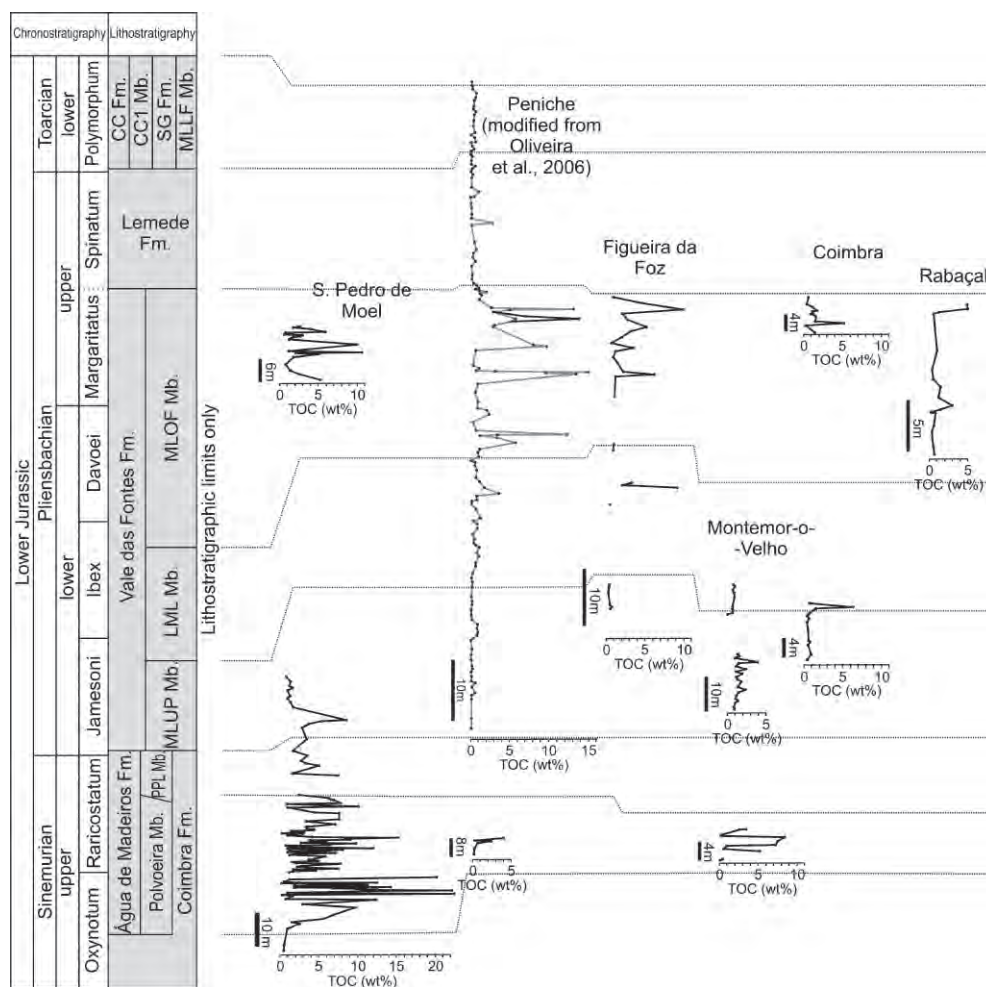 Chronostratigraphy Lithostratigraphy
Lower Jurassic
Toarcian
lower
Polymorphum
CC Fm.
CC1 Mb.
SG Fm.
MLLF Mb.
Pliensbachian
upper
Spinatum
Lemede
Fm.
Margaritatus
Vale das Fontes Fm.
MLOF Mb.
lower
Davoei
Ibex
LML Mb.
Jamesoni
MLUP Mb.
Sinemurian
upper
Raricostatum
Oxynotum
Água de Madeiros Fm.
Polvoeira Mb.
/PPL Mb.
Coimbra Fm.
Lithostratigraphic limits only
Peniche
(modified from
Oliveira
et al., 2006)
S. Pedro de
Moel
6m
0 5 10
TOC (wt%)
Figueira da
Foz
Coimbra
4m
0 5 10
TOC (wt%)
Rabaçal
5m
0 5
TOC (wt%)
10m
0 5 10
TOC (wt%)
Montemor-o-
-Velho
10m
0 5
TOC (wt%)
4m
0 5 10
TOC (wt%)
10m
0 5 10 15
TOC (wt%)
8m
0 5
TOC (wt%)
4m
0 5 10
TOC (wt%)
10 m
0 5 10 15 20
TOC (wt%)